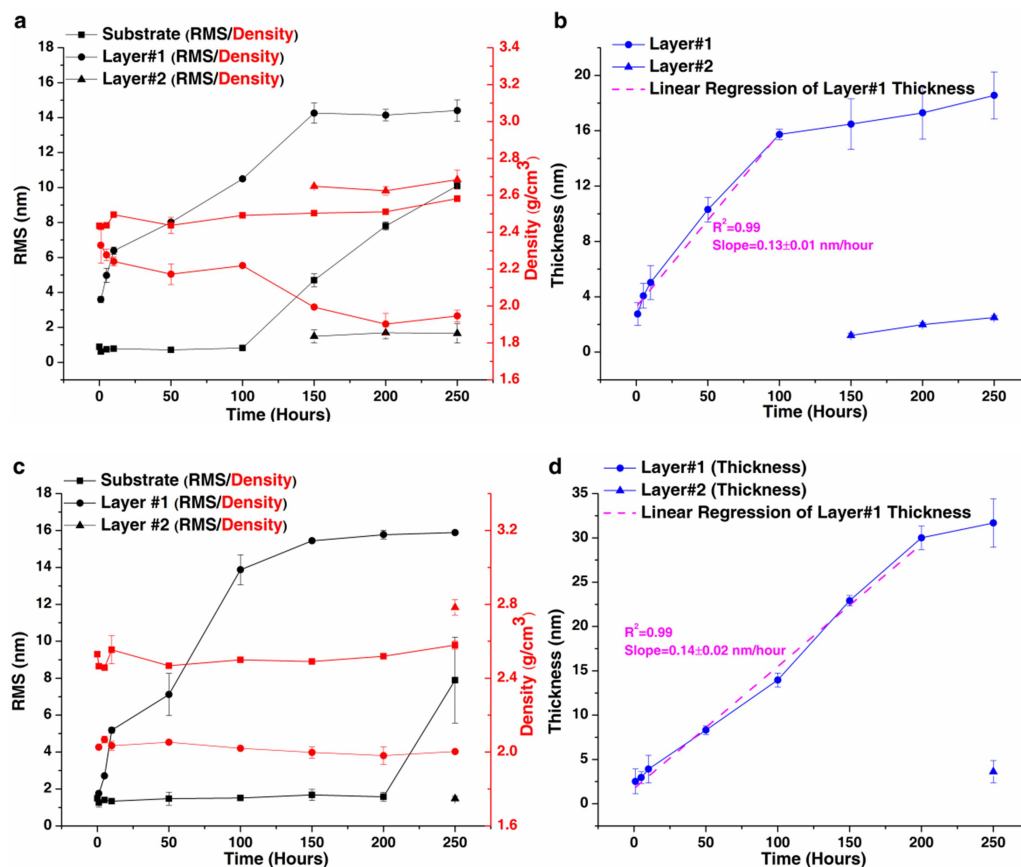 a
Substrate (RMS/Density)
Layer#1 (RMS/Density)
Layer#2 (RMS/Density)
RMS (nm)
18
16
14
12
10
8
6
4
2
0
3.4
3.2
3.0
2.8
2.6
2.4
2.2
2.0
1.8
1.6
Density (g/cm³)
0 50 100 150 200 250
Time (Hours)
b
Layer#1
Layer#2
Linear Regression of Layer#1 Thickness
Thickness (nm)
20
16
12
8
4
0
R²=0.99
Slope=0.13±0.01 nm/hour
0 50 100 150 200 250
Time (Hours)
c
Substrate (RMS/Density)
Layer #1 (RMS/Density)
Layer #2 (RMS/Density)
RMS (nm)
18
16
14
12
10
8
6
4
2
0
3.2
2.8
2.4
2.0
1.6
Density (g/cm³)
0 50 100 150 200 250
Time (Hours)
d
Layer#1 (Thickness)
Layer#2 (Thickness)
Linear Regression of Layer#1 Thickness
Thickness (nm)
35
30
25
20
15
10
5
0
R²=0.99
Slope=0.14±0.02 nm/hour
0 50 100 150 200 250
Time (Hours)